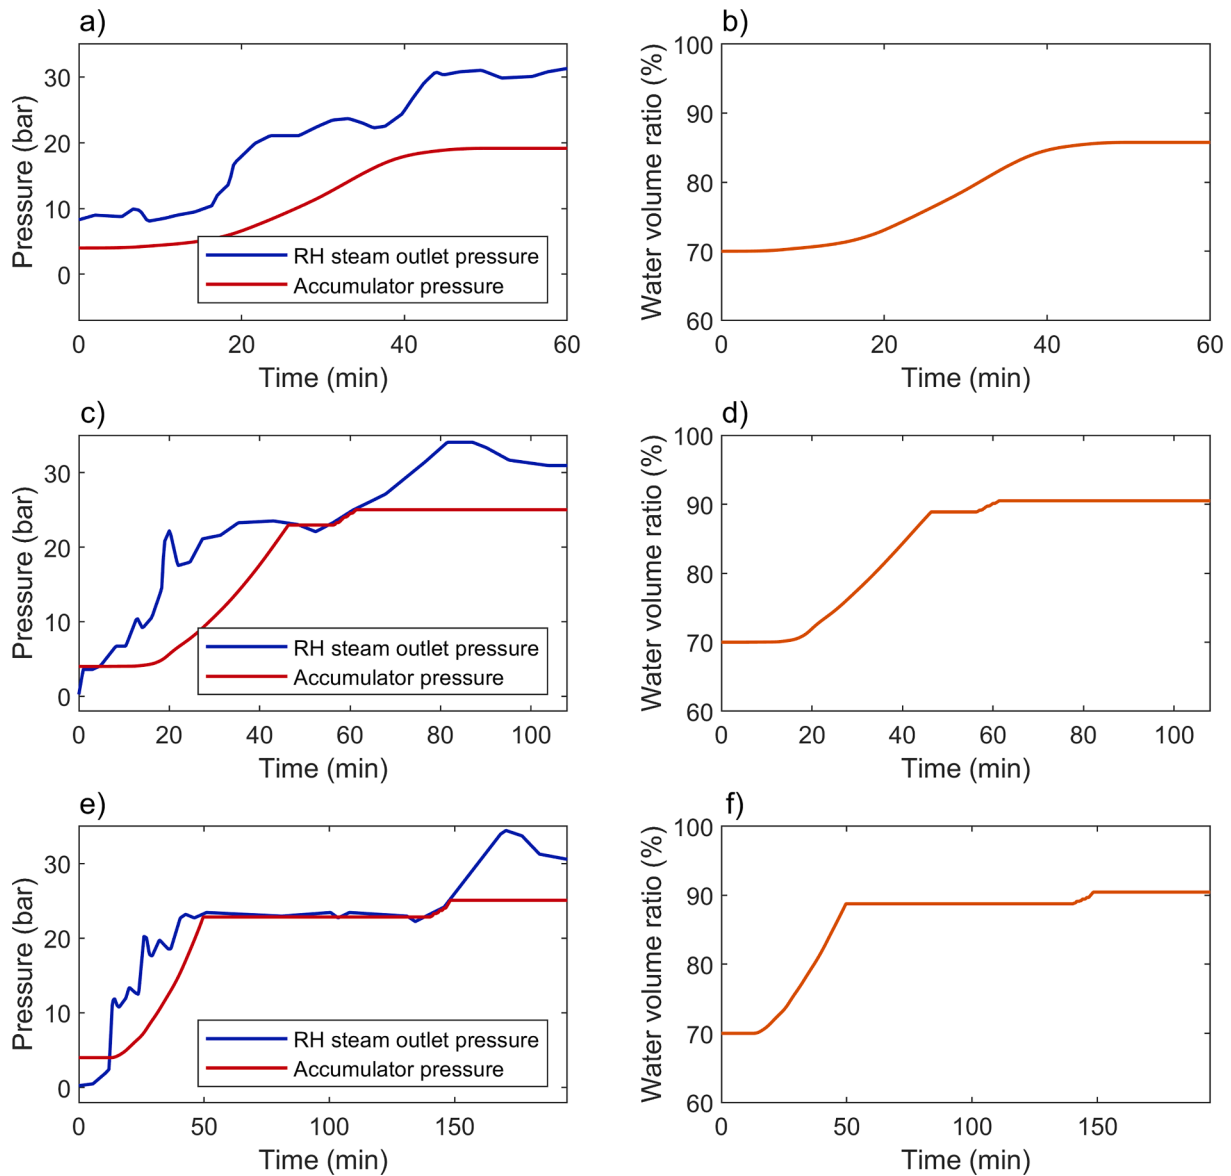 a)
Pressure (bar)
30
20
10
0
RH steam outlet pressure
Accumulator pressure
0 20 40 60
Time (min)
b)
Water volume ratio (%)
100
90
80
70
60
0 20 40 60
Time (min)
c)
Pressure (bar)
30
20
10
0
RH steam outlet pressure
Accumulator pressure
0 20 40 60 80 100
Time (min)
d)
Water volume ratio (%)
100
90
80
70
60
0 20 40 60 80 100
Time (min)
e)
Pressure (bar)
30
20
10
0
RH steam outlet pressure
Accumulator pressure
0 50 100 150
Time (min)
f)
Water volume ratio (%)
100
90
80
70
60
0 50 100 150
Time (min)